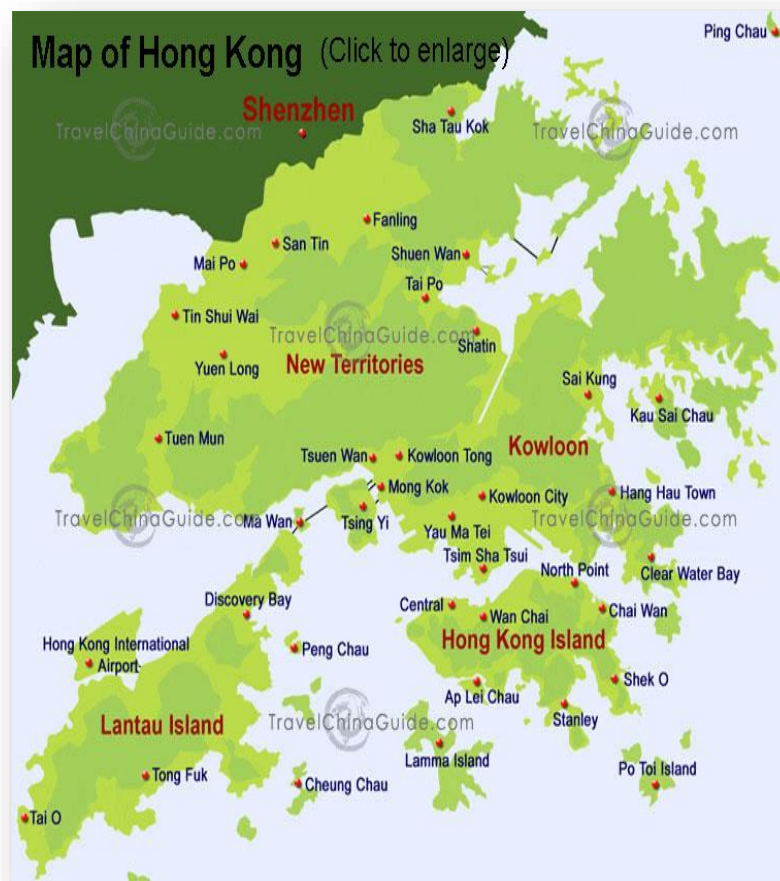 Map of Hong Kong (Click to enlarge)
Ping Chau
Shenzhen
TravelChinaGuide.com
Sha Tau Kok
TravelChinaGuide.com
Fanling
San Tin
Shuen Wan
Mai Po
Tai Po
Tin Shui Wai
TravelChinaGuide.com
Shatin
Yuen Long
New Territories
Sai Kung
Kau Sai Chau
Tuen Mun
Kowloon
Tsuen Wan
Kowloon Tong
Mong Kok
Kowloon City
Hang Hau Town
TravelChinaGuide.com
Ma Wan
Tsing Yi
Yau Ma Tei
TravelChinaGuide.com
Tsim Sha Tsui
North Point
Clear Water Bay
Discovery Bay
Central
Wan Chai
Chai Wan
Hong Kong International
Airport
Peng Chau
Hong Kong Island
Shek O
Ap Lei Chau
Lantau Island
TravelChinaGuide.com
Stanley
Lamma Island
Po Toi Island
Tong Fuk
Cheung Chau
Tai O